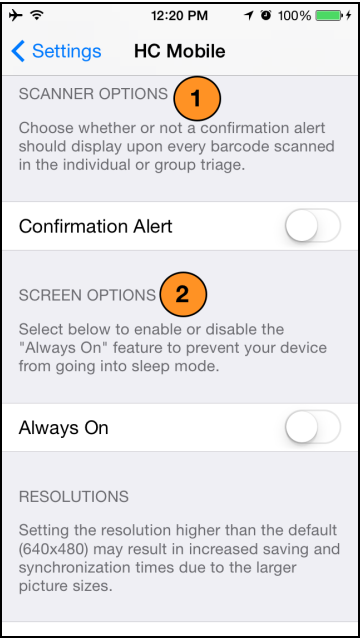 12:20 PM 100%
Settings HC Mobile
SCANNER OPTIONS 1
Choose whether or not a confirmation alert
should display upon every barcode scanned
in the individual or group triage.
Confirmation Alert
SCREEN OPTIONS 2
Select below to enable or disable the
"Always On" feature to prevent your device
from going into sleep mode.
Always On
RESOLUTIONS
Setting the resolution higher than the default
(640x480) may result in increased saving and
synchronization times due to the larger
picture sizes.